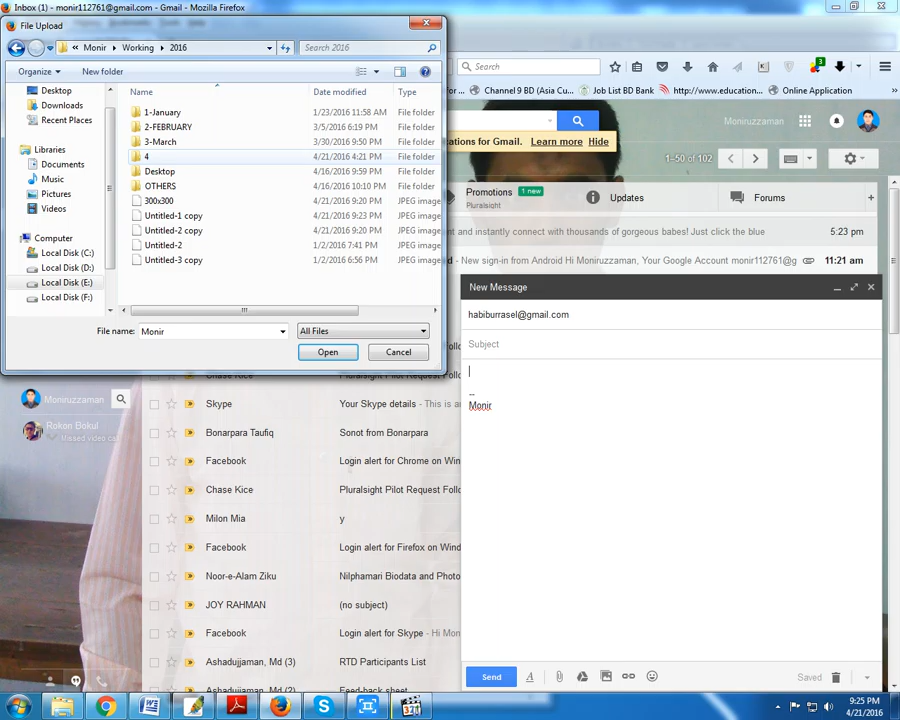 Inbox (1) - monir112761@gmail.com - Gmail - Mozilla Firefox
File Upload
« Monir Working 2016
Search 2016
Organize New folder
Name Date modified Type
Desktop
Downloads
Recent Places
Libraries
Documents
Music
Pictures
Videos
Computer
Local Disk (C:)
Local Disk (D:)
Local Disk (E:)
Local Disk (F:)
1-January 1/23/2016 11:58 AM File folder
2-FEBRUARY 3/5/2016 6:19 PM File folder
3-March 3/30/2016 9:50 PM File folder
4 4/21/2016 4:21 PM File folder
Desktop 4/16/2016 9:59 PM File folder
OTHERS 4/16/2016 10:10 PM File folder
300x300 4/21/2016 9:20 PM JPEG image
Untitled-1 copy 4/21/2016 9:23 PM JPEG image
Untitled-2 copy 4/21/2016 9:20 PM JPEG image
Untitled-2 1/2/2016 7:41 PM JPEG image
Untitled-3 copy 1/2/2016 6:56 PM JPEG image
File name: Monir All Files
Open Cancel
Search
3
Channel 9 BD (Asia Cu... Job List BD Bank http://www.education... Online Application
Moniruzzaman
cations for Gmail. Learn more Hide
1–50 of 102
Promotions 1 new
Pluralsight
Updates
Forums
+
nt and instantly connect with thousands of gorgeous babes! Just click the blue 5:23 pm
ed - New sign-in from Android Hi Moniruzzaman, Your Google Account monir112761@g 11:21 am
New Message
habiburrasel@gmail.com
Subject
--
Monir
Send
Saved
Moniruzzaman
Rokon Bokul
Missed video cal
Chase Kice Pluralsight Pilot Request Follo
Skype Your Skype details - This is an
Bonarpara Taufiq Sonot from Bonarpara
Facebook Login alert for Chrome on Win
Chase Kice Pluralsight Pilot Request Follo
Milon Mia y
Facebook Login alert for Firefox on Wind
Noor-e-Alam Ziku Nilphamari Biodata and Photo
JOY RAHMAN (no subject)
Facebook Login alert for Skype - Hi Mo
Ashadujjaman, Md (3) RTD Participants List
Ashadujjaman, Md (2) Feed-back sheet
9:25 PM
4/21/2016